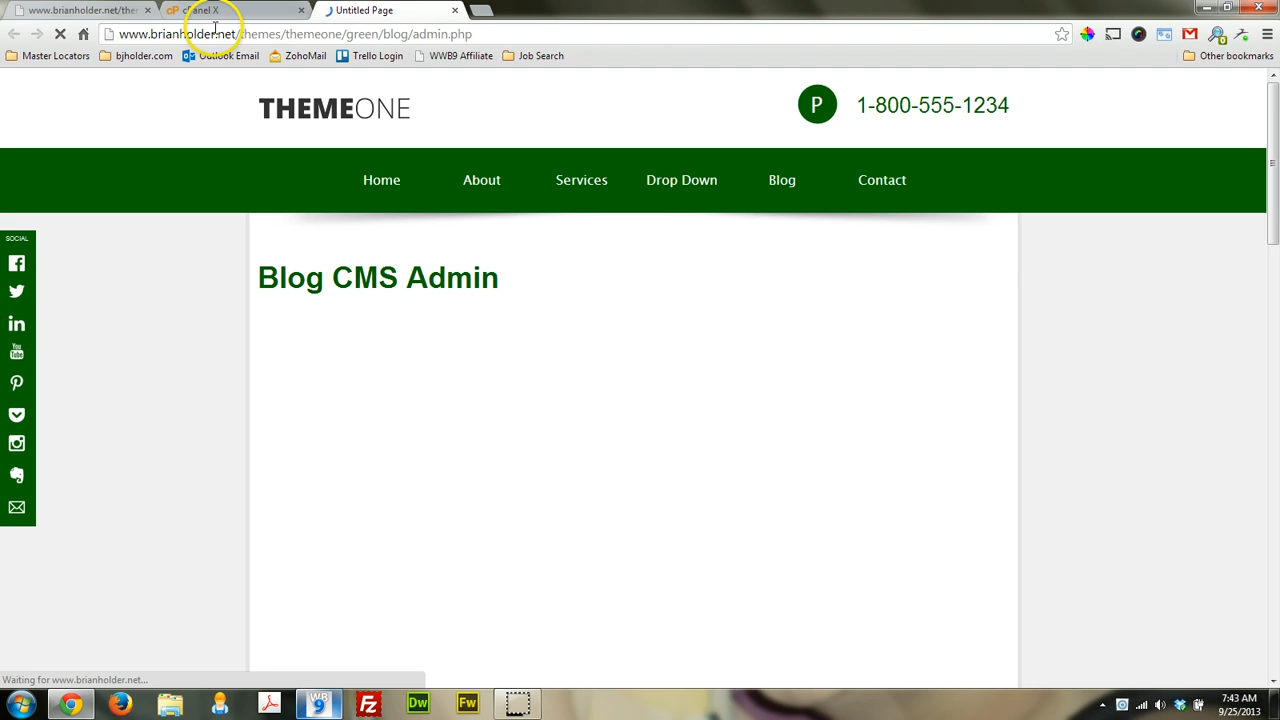 www.brianholder.net/ther
cPanel X
Untitled Page
www.brianholder.net/themes/themeone/green/blog/admin.php
Master Locators
bjholder.com
Outlook Email
ZohoMail
Trello Login
WWB9 Affiliate
Job Search
Other bookmarks
THEMEONE
P
1-800-555-1234
Home
About
Services
Drop Down
Blog
Contact
SOCIAL
Blog CMS Admin
Waiting for www.brianholder.net...
7:43 AM
9/25/2013